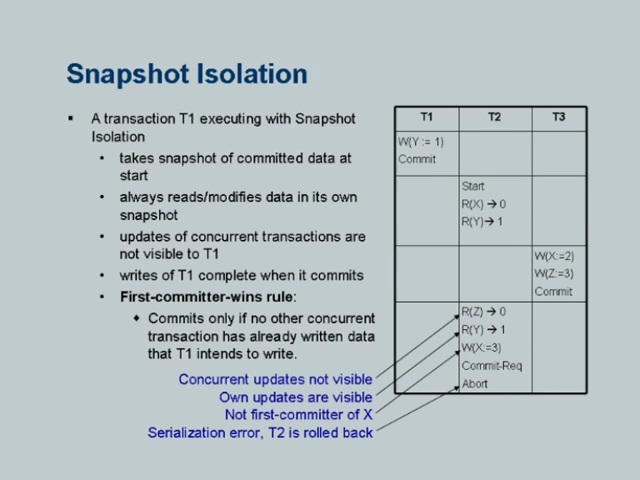 Snapshot Isolation
▪ A transaction T1 executing with Snapshot
Isolation
• takes snapshot of committed data at
start
• always reads/modifies data in its own
snapshot
• updates of concurrent transactions are
not visible to T1
• writes of T1 complete when it commits
• First-committer-wins rule:
♦ Commits only if no other concurrent
transaction has already written data
that T1 intends to write.
Concurrent updates not visible
Own updates are visible
Not first-committer of X
Serialization error, T2 is rolled back
T1 T2 T3
W(Y := 1)
Commit
Start
R(X) → 0
R(Y)→ 1
W(X:=2)
W(Z:=3)
Commit
R(Z) → 0
R(Y) → 1
W(X:=3)
Commit-Req
Abort